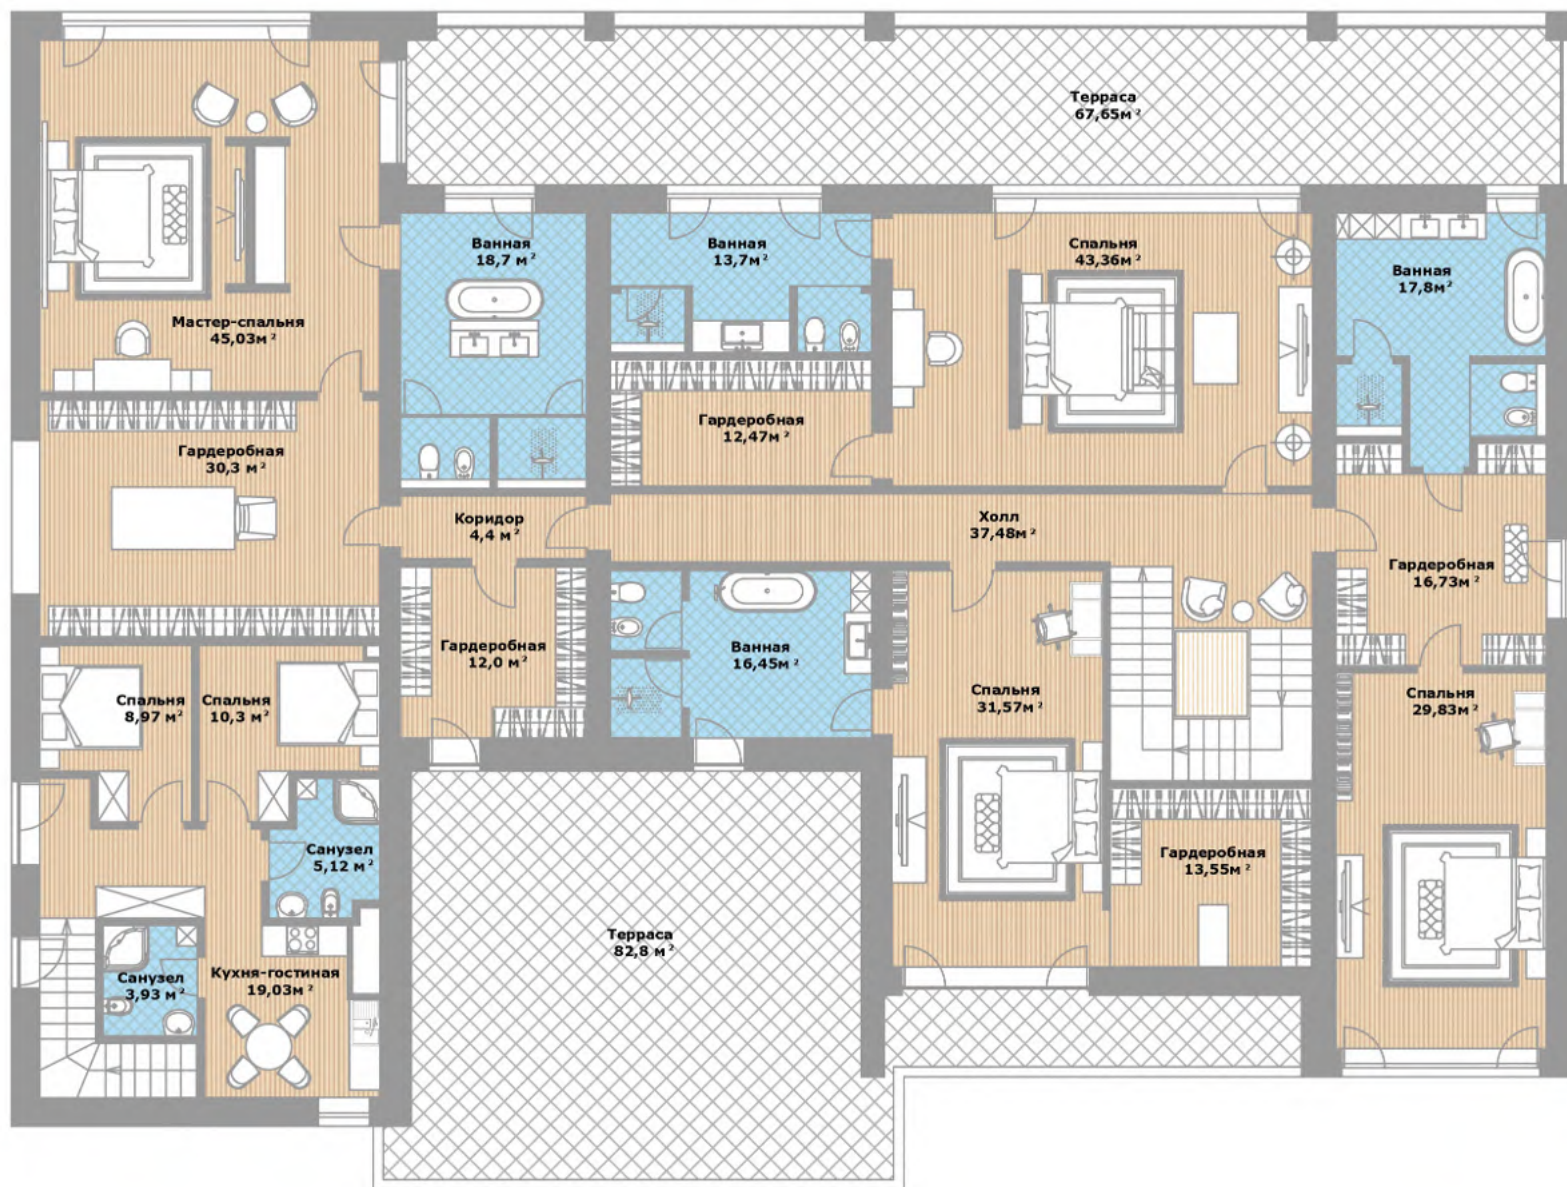 Терраса
67,65м²
Ванная
18,7 м²
Ванная
13,7м²
Спальня
43,36м²
Ванная
17,8м²
Мастер-спальня
45,03м²
Гардеробная
30,3 м²
Гардеробная
12,47м²
Коридор
4,4 м²
Холл
37,48м²
Гардеробная
16,73м²
Гардеробная
12,0 м²
Ванная
16,45м²
Спальня
8,97 м²
Спальня
10,3 м²
Спальня
31,57м²
Спальня
29,83м²
Санузел
5,12 м²
Гардеробная
13,55м²
Терраса
82,8 м²
Санузел
3,93 м²
Кухня-гостиная
19,03м²